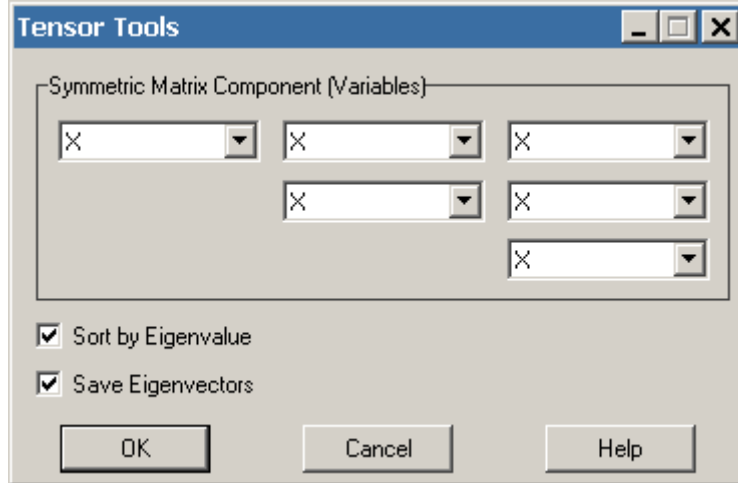 Tensor Tools
Symmetric Matrix Component (Variables)
X X X
X X
X
Sort by Eigenvalue
Save Eigenvectors
OK Cancel Help